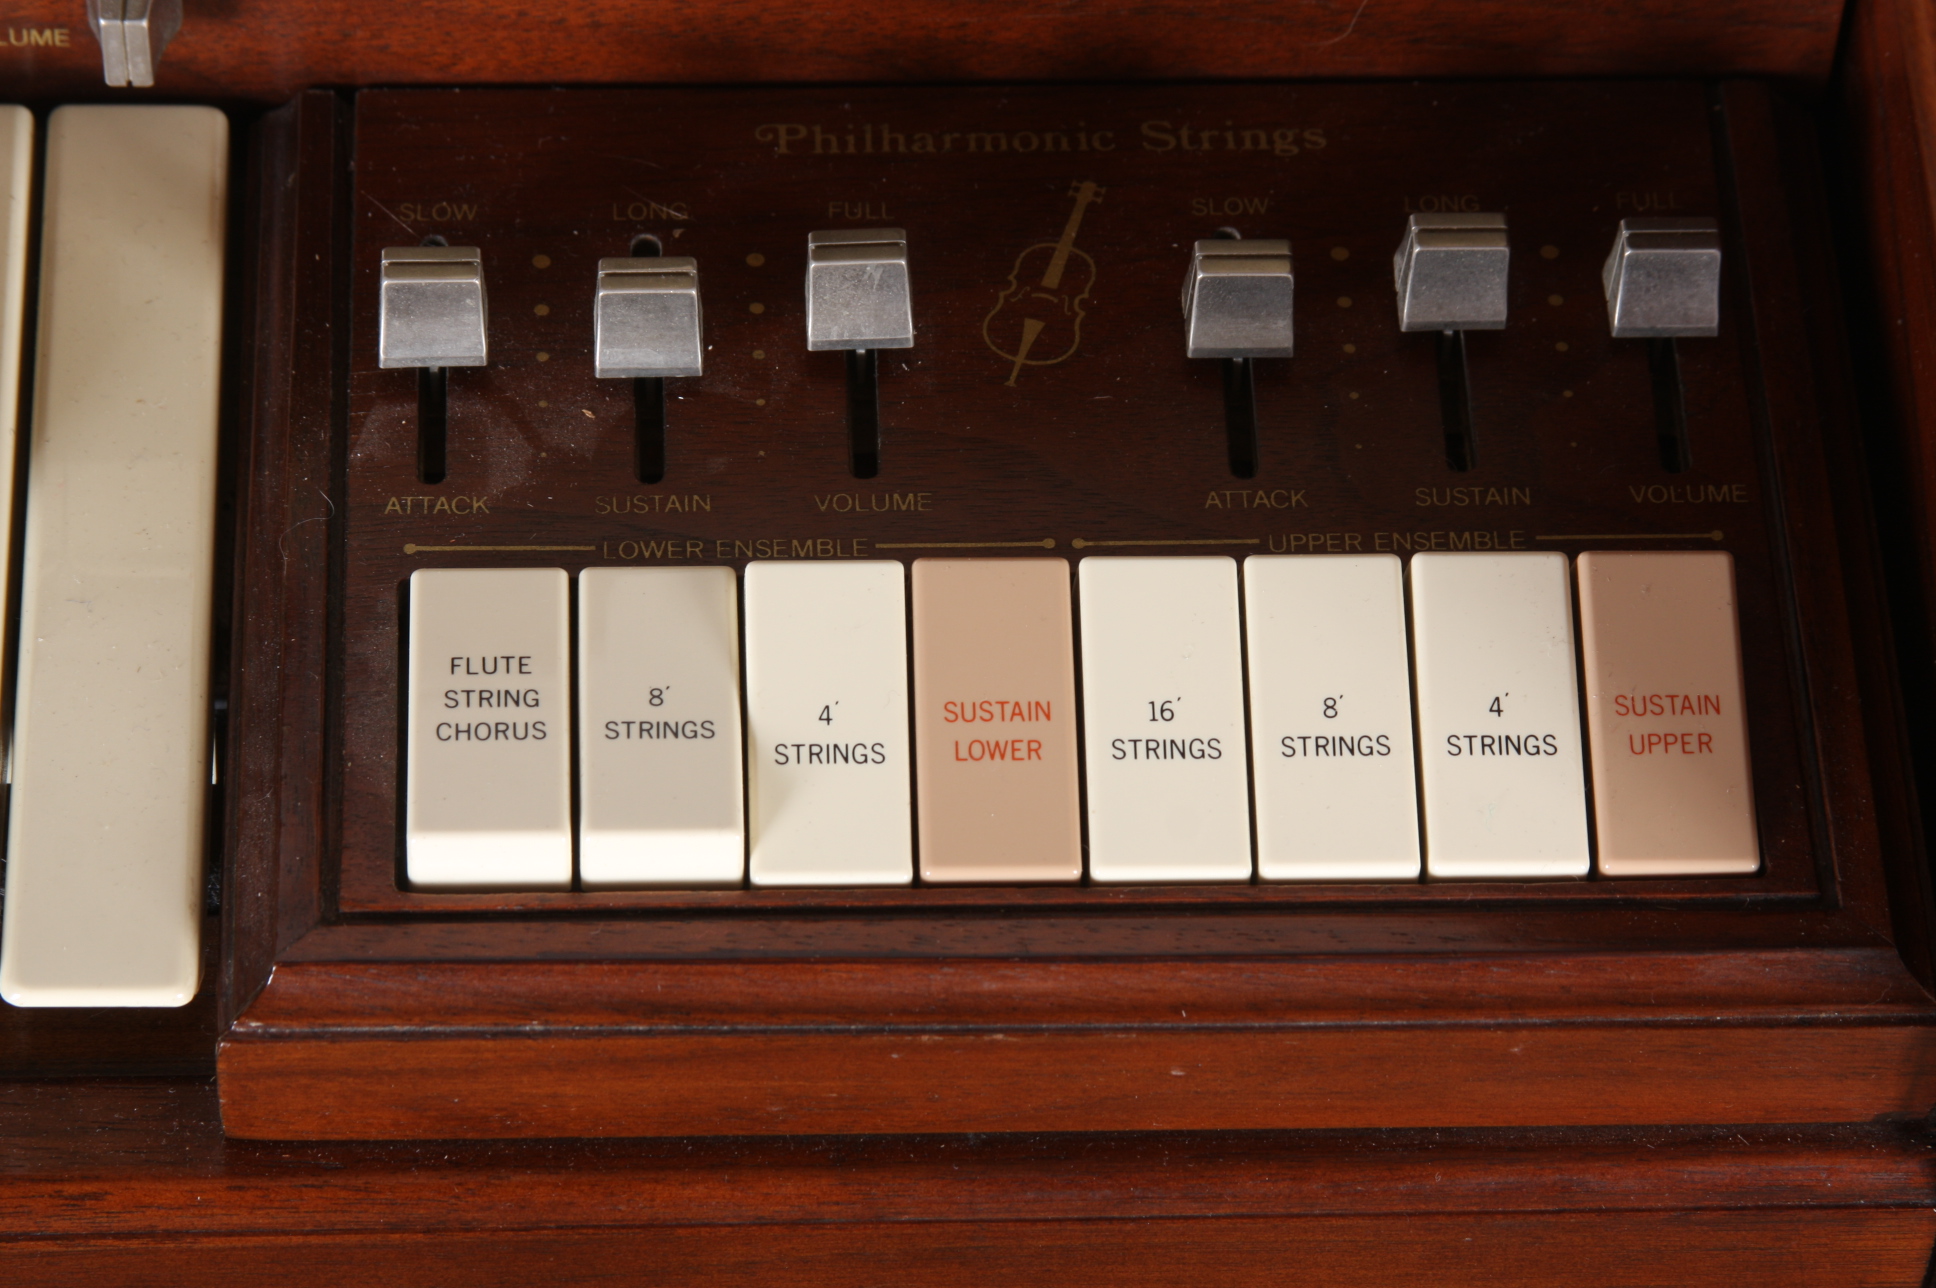 LUME
Philharmonic Strings
SLOW LONG FULL SLOW LONG FULL
ATTACK SUSTAIN VOLUME ATTACK SUSTAIN VOLUME
LOWER ENSEMBLE UPPER ENSEMBLE
FLUTE
STRING
CHORUS
8′
STRINGS
4′
STRINGS
SUSTAIN
LOWER
16′
STRINGS
8′
STRINGS
4′
STRINGS
SUSTAIN
UPPER